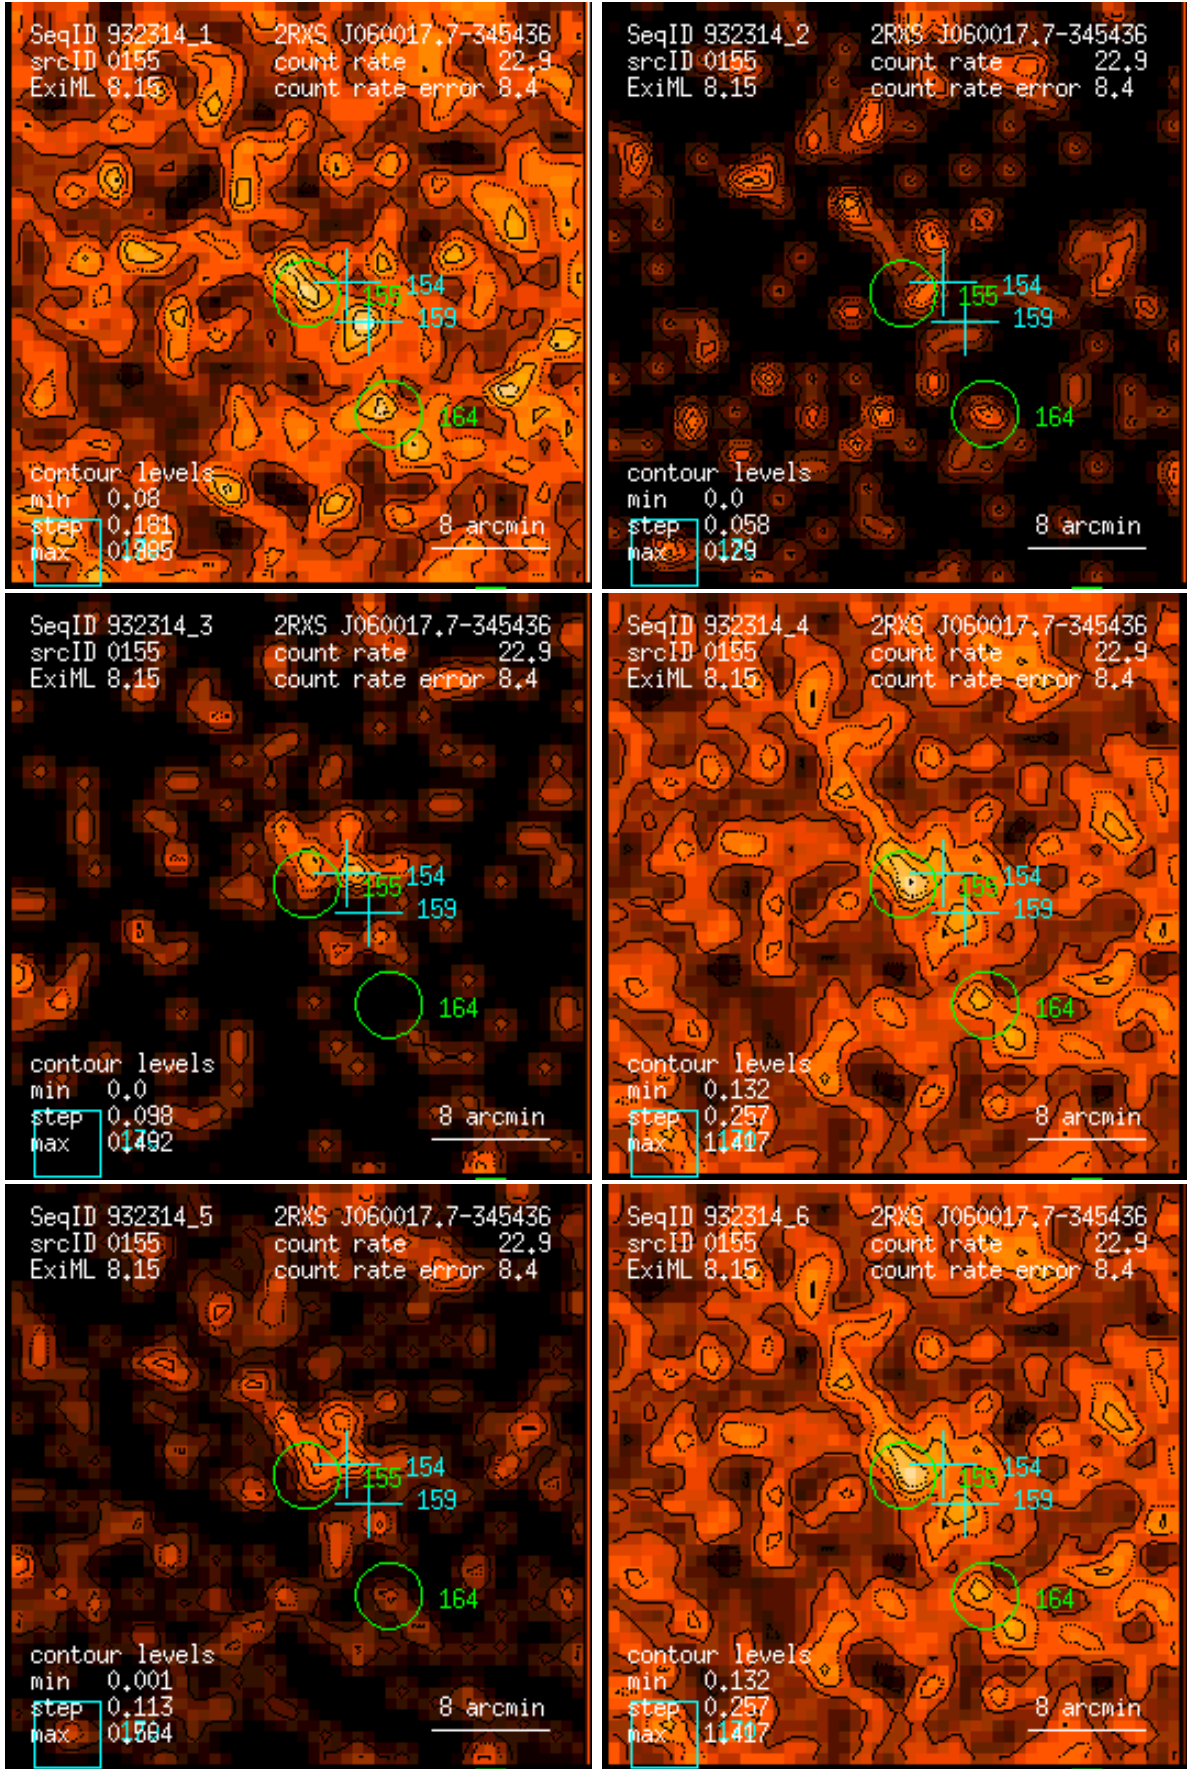 SeqID 932314_1 2RXS J060017.7-345436
srcID 0155 count rate 22.9
ExiML 8.15 count rate error 8.4
154
155
159
164
contour levels
min 0.08
step 0.181
max
8 arcmin
SeqID 932314_2 2RXS J060017.7-345436
srcID 0155 count rate 22.9
ExiML 8.15 count rate error 8.4
154
155
159
164
contour levels
min 0.0
step 0.058
max
8 arcmin
SeqID 932314_3 2RXS J060017.7-345436
srcID 0155 count rate 22.9
ExiML 8.15 count rate error 8.4
154
155
159
164
contour levels
min 0.0
step 0.098
max
8 arcmin
SeqID 932314_4 2RXS J060017.7-345436
srcID 0155 count rate 22.9
ExiML 8.15 count rate error 8.4
154
155
159
164
contour levels
min 0.132
step 0.257
max
8 arcmin
SeqID 932314_5 2RXS J060017.7-345436
srcID 0155 count rate 22.9
ExiML 8.15 count rate error 8.4
154
155
159
164
contour levels
min 0.001
step 0.113
max
8 arcmin
SeqID 932314_6 2RXS J060017.7-345436
srcID 0155 count rate 22.9
ExiML 8.15 count rate error 8.4
154
155
159
164
contour levels
min 0.132
step 0.257
max
8 arcmin